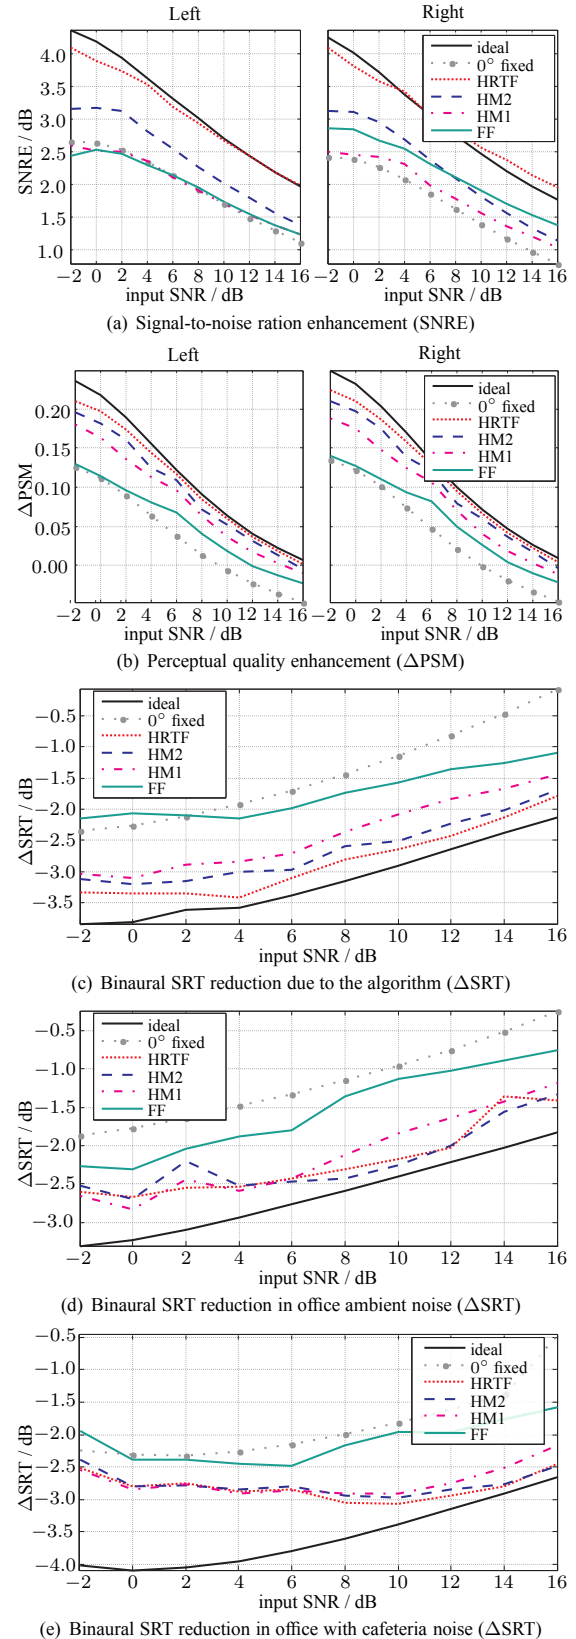 Left
Right
SNRE / dB
4.0
3.5
3.0
2.5
2.0
1.5
1.0
ideal
0° fixed
HRTF
HM2
HM1
FF
−2 0 2 4 6 8 10 12 14 16
−2 0 2 4 6 8 10 12 14 16
input SNR / dB
input SNR / dB
(a) Signal-to-noise ration enhancement (SNRE)
Left
Right
ΔPSM
0.20
0.15
0.10
0.05
0.00
ideal
0° fixed
HRTF
HM2
HM1
FF
−2 0 2 4 6 8 10 12 14 16
−2 0 2 4 6 8 10 12 14 16
input SNR / dB
input SNR / dB
(b) Perceptual quality enhancement (ΔPSM)
ΔSRT / dB
−0.5
−1.0
−1.5
−2.0
−2.5
−3.0
−3.5
ideal
0° fixed
HRTF
HM2
HM1
FF
−2 0 2 4 6 8 10 12 14 16
input SNR / dB
(c) Binaural SRT reduction due to the algorithm (ΔSRT)
ΔSRT / dB
−0.5
−1.0
−1.5
−2.0
−2.5
−3.0
ideal
0° fixed
HRTF
HM2
HM1
FF
−2 0 2 4 6 8 10 12 14 16
input SNR / dB
(d) Binaural SRT reduction in office ambient noise (ΔSRT)
ΔSRT / dB
−0.5
−1.0
−1.5
−2.0
−2.5
−3.0
−3.5
−4.0
ideal
0° fixed
HRTF
HM2
HM1
FF
−2 0 2 4 6 8 10 12 14 16
input SNR / dB
(e) Binaural SRT reduction in office with cafeteria noise (ΔSRT)